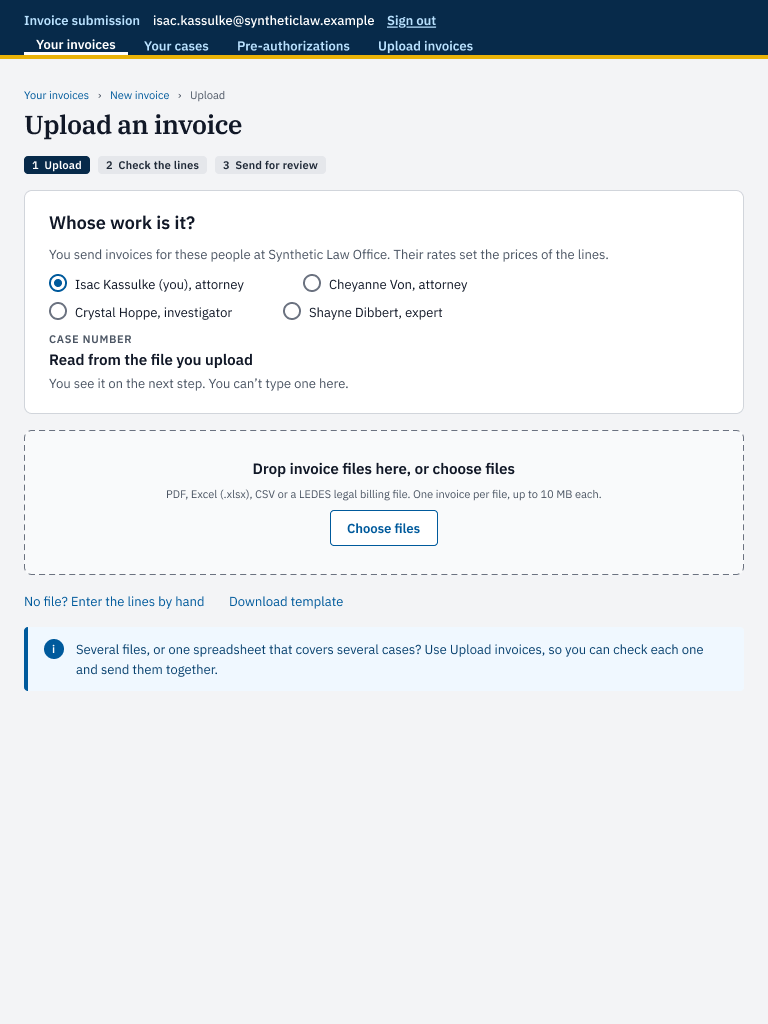 Invoice submission isac.kassulke@syntheticlaw.example Sign out
Your invoices Your cases Pre-authorizations Upload invoices
Your invoices › New invoice › Upload
Upload an invoice
1 Upload 2 Check the lines 3 Send for review
Whose work is it?
You send invoices for these people at Synthetic Law Office. Their rates set the prices of the lines.
Isac Kassulke (you), attorney Cheyanne Von, attorney
Crystal Hoppe, investigator Shayne Dibbert, expert
CASE NUMBER
Read from the file you upload
You see it on the next step. You can’t type one here.
Drop invoice files here, or choose files
PDF, Excel (.xlsx), CSV or a LEDES legal billing file. One invoice per file, up to 10 MB each.
Choose files
No file? Enter the lines by hand Download template
i Several files, or one spreadsheet that covers several cases? Use Upload invoices, so you can check each one
and send them together.